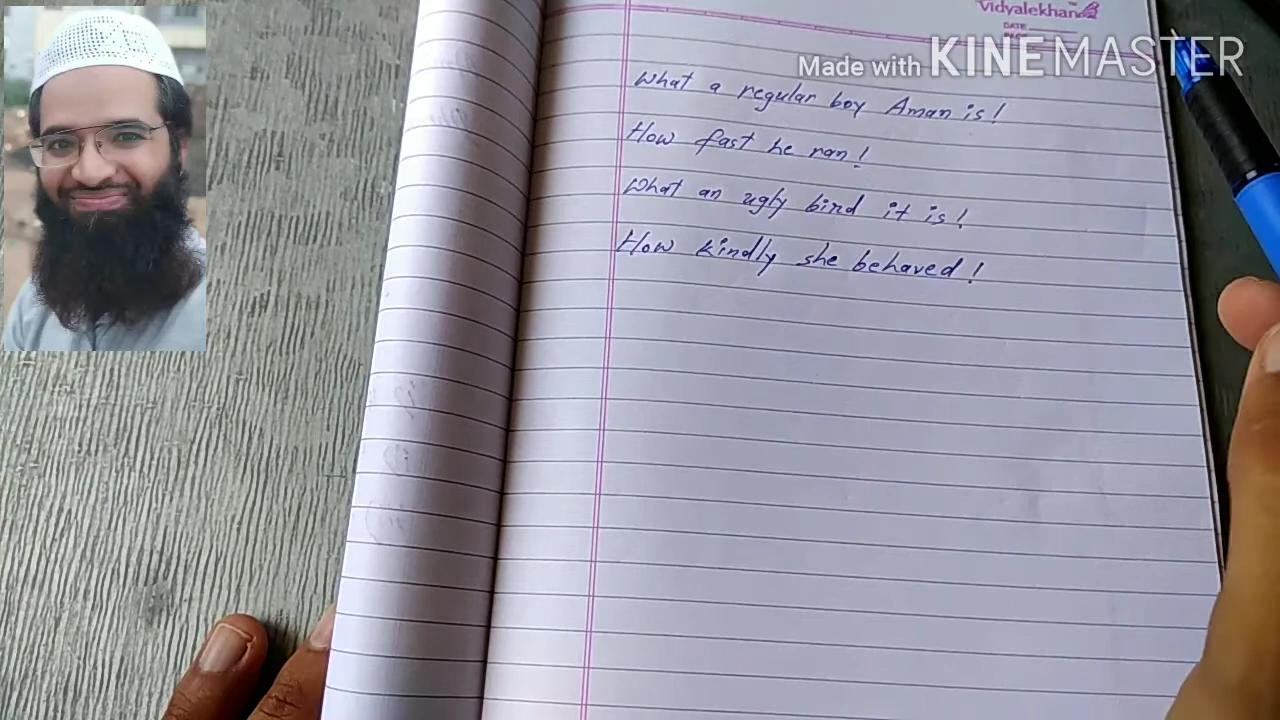 Vidyalekhan
DATE
Made with KINEMASTER
What a regular boy Aman is!
How fast he ran!
What an ugly bird it is!
How kindly she behaved!